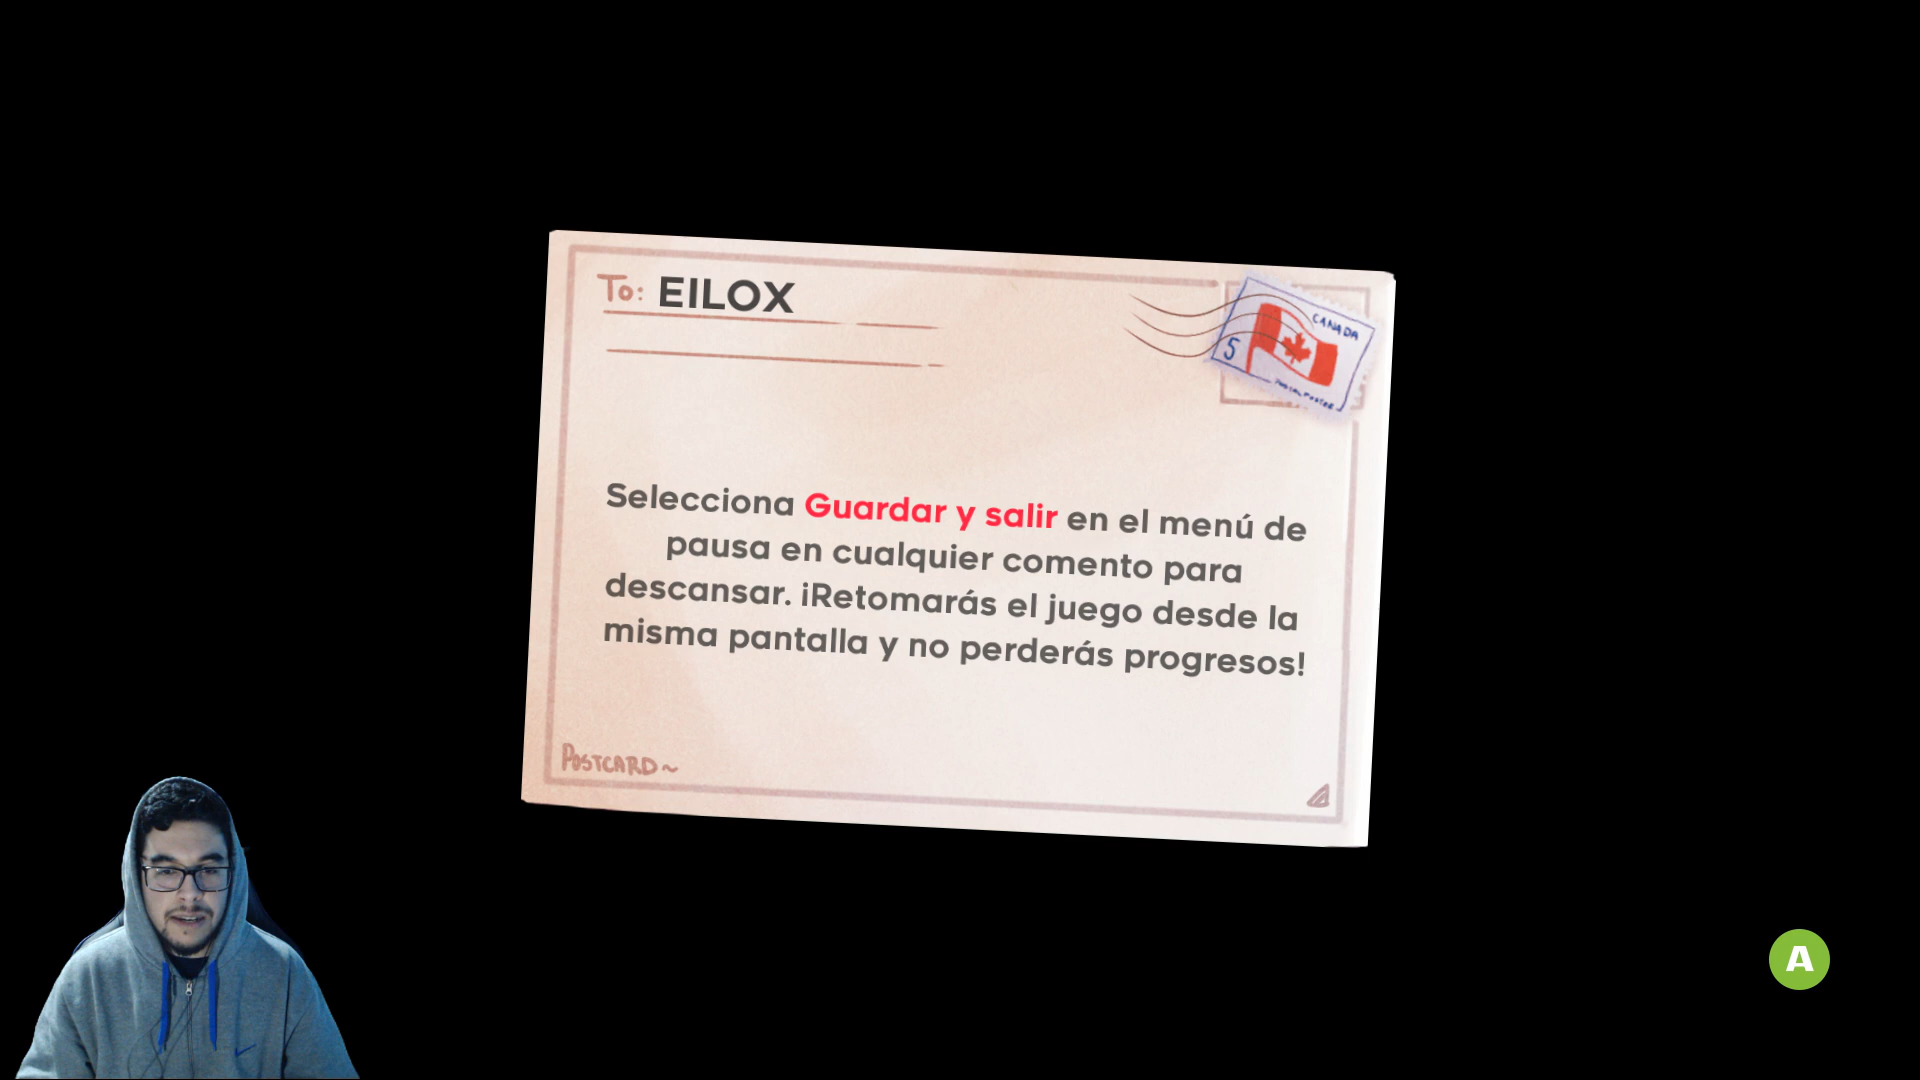 To: EILOX
CANADA
5
Selecciona Guardar y salir en el menú de
pausa en cualquier comento para
descansar. ¡Retomarás el juego desde la
misma pantalla y no perderás progresos!
POSTCARD~
A